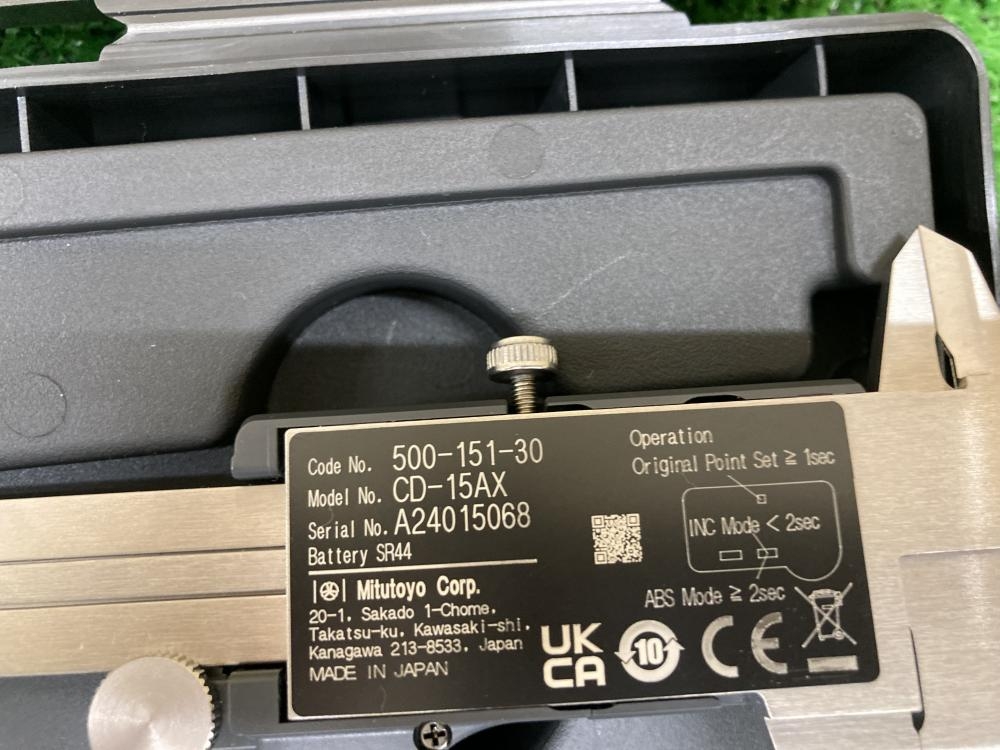 Code No. 500-151-30
Model No. CD-15AX
Serial No. A24015068
Battery SR44
Mitutoyo Corp.
20-1, Sakado 1-Chome,
Takatsu-ku, Kawasaki-shi,
Kanagawa 213-8533, Japan
MADE IN JAPAN
Operation
Original Point Set ≧ 1sec
INC Mode < 2sec
ABS Mode ≧ 2sec
UK
CA
10
CE